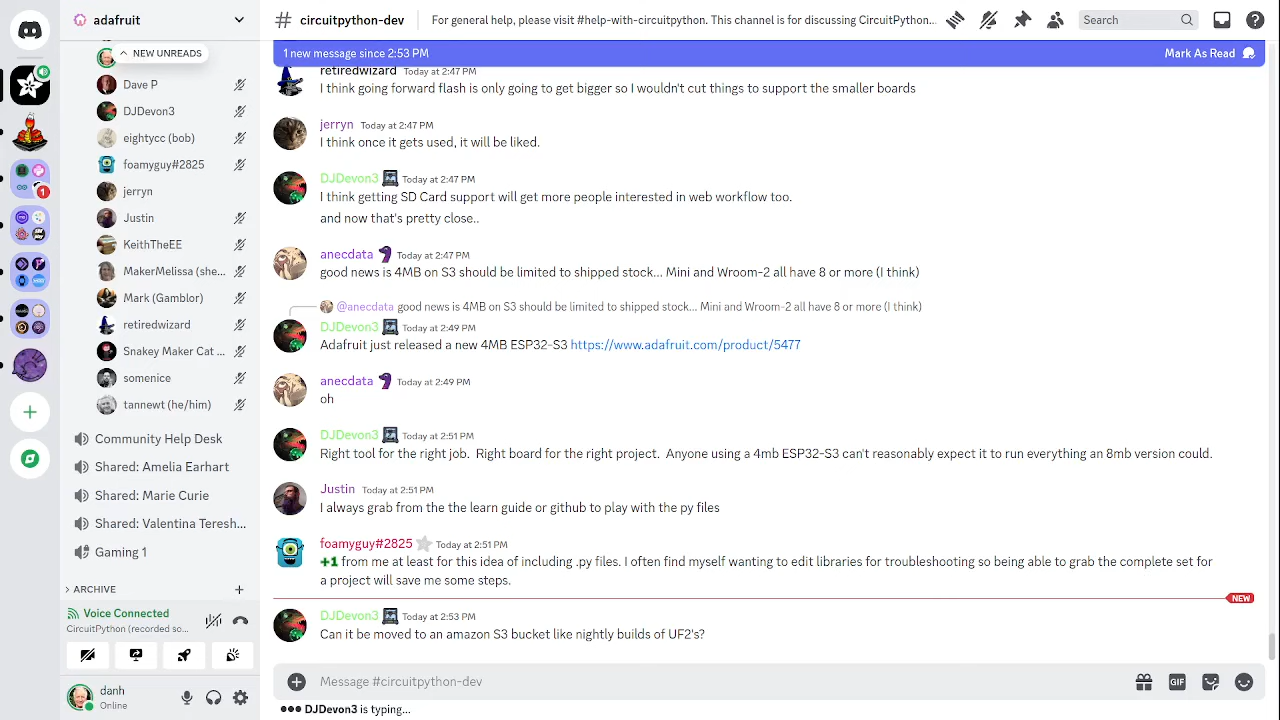 adafruit
NEW UNREADS
Dave P
DJDevon3
eightycc (bob)
foamyguy#2825
jerryn
Justin
KeithTheEE
MakerMelissa (she...
Mark (Gamblor)
retiredwizard
Snakey Maker Cat ...
somenice
tannewt (he/him)
Community Help Desk
Shared: Amelia Earhart
Shared: Marie Curie
Shared: Valentina Teresh...
Gaming 1
ARCHIVE
Voice Connected
CircuitPython (recorded so...
danh
Online
1
# circuitpython-dev
For general help, please visit #help-with-circuitpython. This channel is for discussing CircuitPython...
Search
1 new message since 2:53 PM
Mark As Read
retiredwizard Today at 2:47 PM
I think going forward flash is only going to get bigger so I wouldn't cut things to support the smaller boards
jerryn Today at 2:47 PM
I think once it gets used, it will be liked.
DJDevon3 Today at 2:47 PM
I think getting SD Card support will get more people interested in web workflow too.
and now that's pretty close..
anecdata Today at 2:47 PM
good news is 4MB on S3 should be limited to shipped stock... Mini and Wroom-2 all have 8 or more (I think)
@anecdata good news is 4MB on S3 should be limited to shipped stock... Mini and Wroom-2 all have 8 or more (I think)
DJDevon3 Today at 2:49 PM
Adafruit just released a new 4MB ESP32-S3 https://www.adafruit.com/product/5477
anecdata Today at 2:49 PM
oh
DJDevon3 Today at 2:51 PM
Right tool for the right job. Right board for the right project. Anyone using a 4mb ESP32-S3 can't reasonably expect it to run everything an 8mb version could.
Justin Today at 2:51 PM
I always grab from the the learn guide or github to play with the py files
foamyguy#2825 Today at 2:51 PM
+1 from me at least for this idea of including .py files. I often find myself wanting to edit libraries for troubleshooting so being able to grab the complete set for
a project will save me some steps.
NEW
DJDevon3 Today at 2:53 PM
Can it be moved to an amazon S3 bucket like nightly builds of UF2's?
Message #circuitpython-dev
GIF
DJDevon3 is typing...